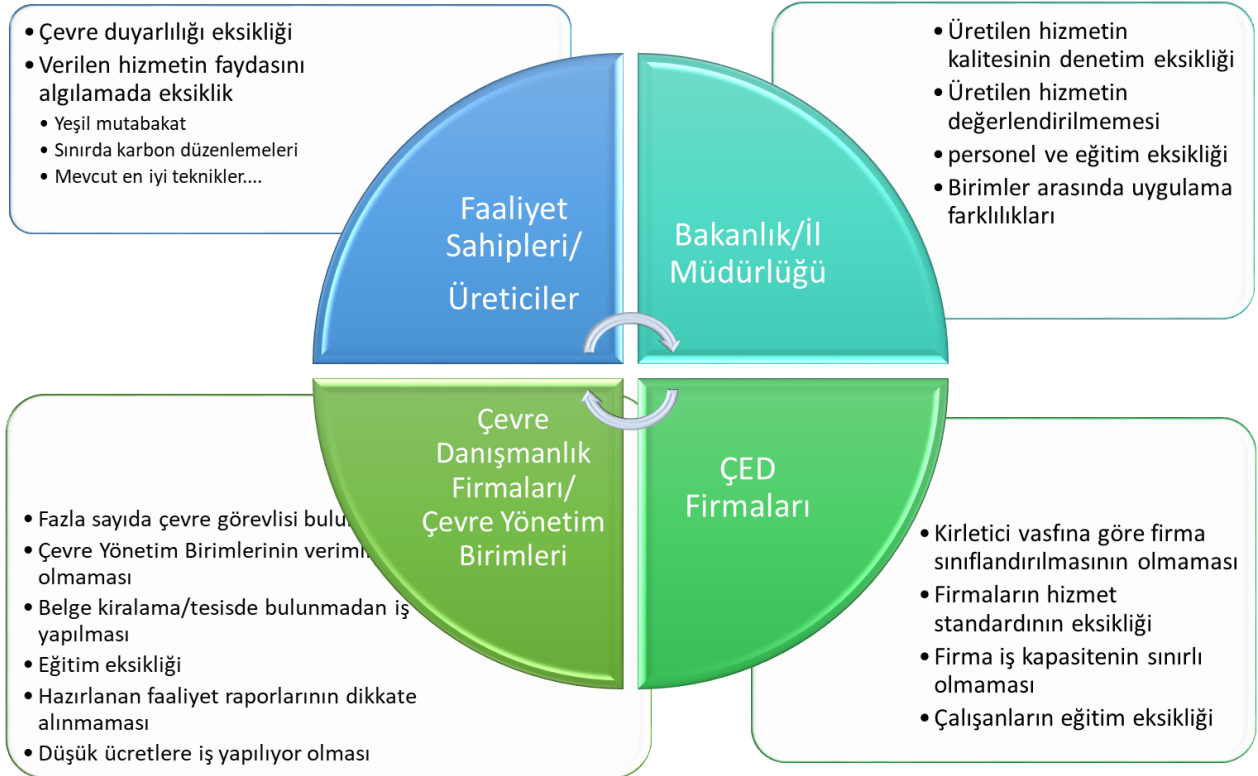 • Çevre duyarlılığı eksikliği
• Verilen hizmetin faydasını
algılamada eksiklik
• Yeşil mutabakat
• Sınırda karbon düzenlemeleri
• Mevcut en iyi teknikler....
Faaliyet
Sahipleri/
Üreticiler
• Üretilen hizmetin
kalitesinin denetim eksikliği
• Üretilen hizmetin
değerlendirilmemesi
• personel ve eğitim eksikliği
• Birimler arasında uygulama
farklılıkları
Bakanlık/İl
Müdürlüğü
Çevre
Danışmanlık
Firmaları/
Çevre Yönetim
Birimleri
• Fazla sayıda çevre görevlisi
• Çevre Yönetim Birimlerinin
olmaması
• Belge kiralama/tesisde bulunmadan iş
yapılması
• Eğitim eksikliği
• Hazırlanan faaliyet raporlarının dikkate
alınmaması
• Düşük ücretlere iş yapılıyor olması
ÇED
Firmaları
• Kirletici vasfına göre firma
sınıflandırılmasının olmaması
• Firmaların hizmet
standardının eksikliği
• Firma iş kapasitenin sınırlı
olmaması
• Çalışanların eğitim eksikliği